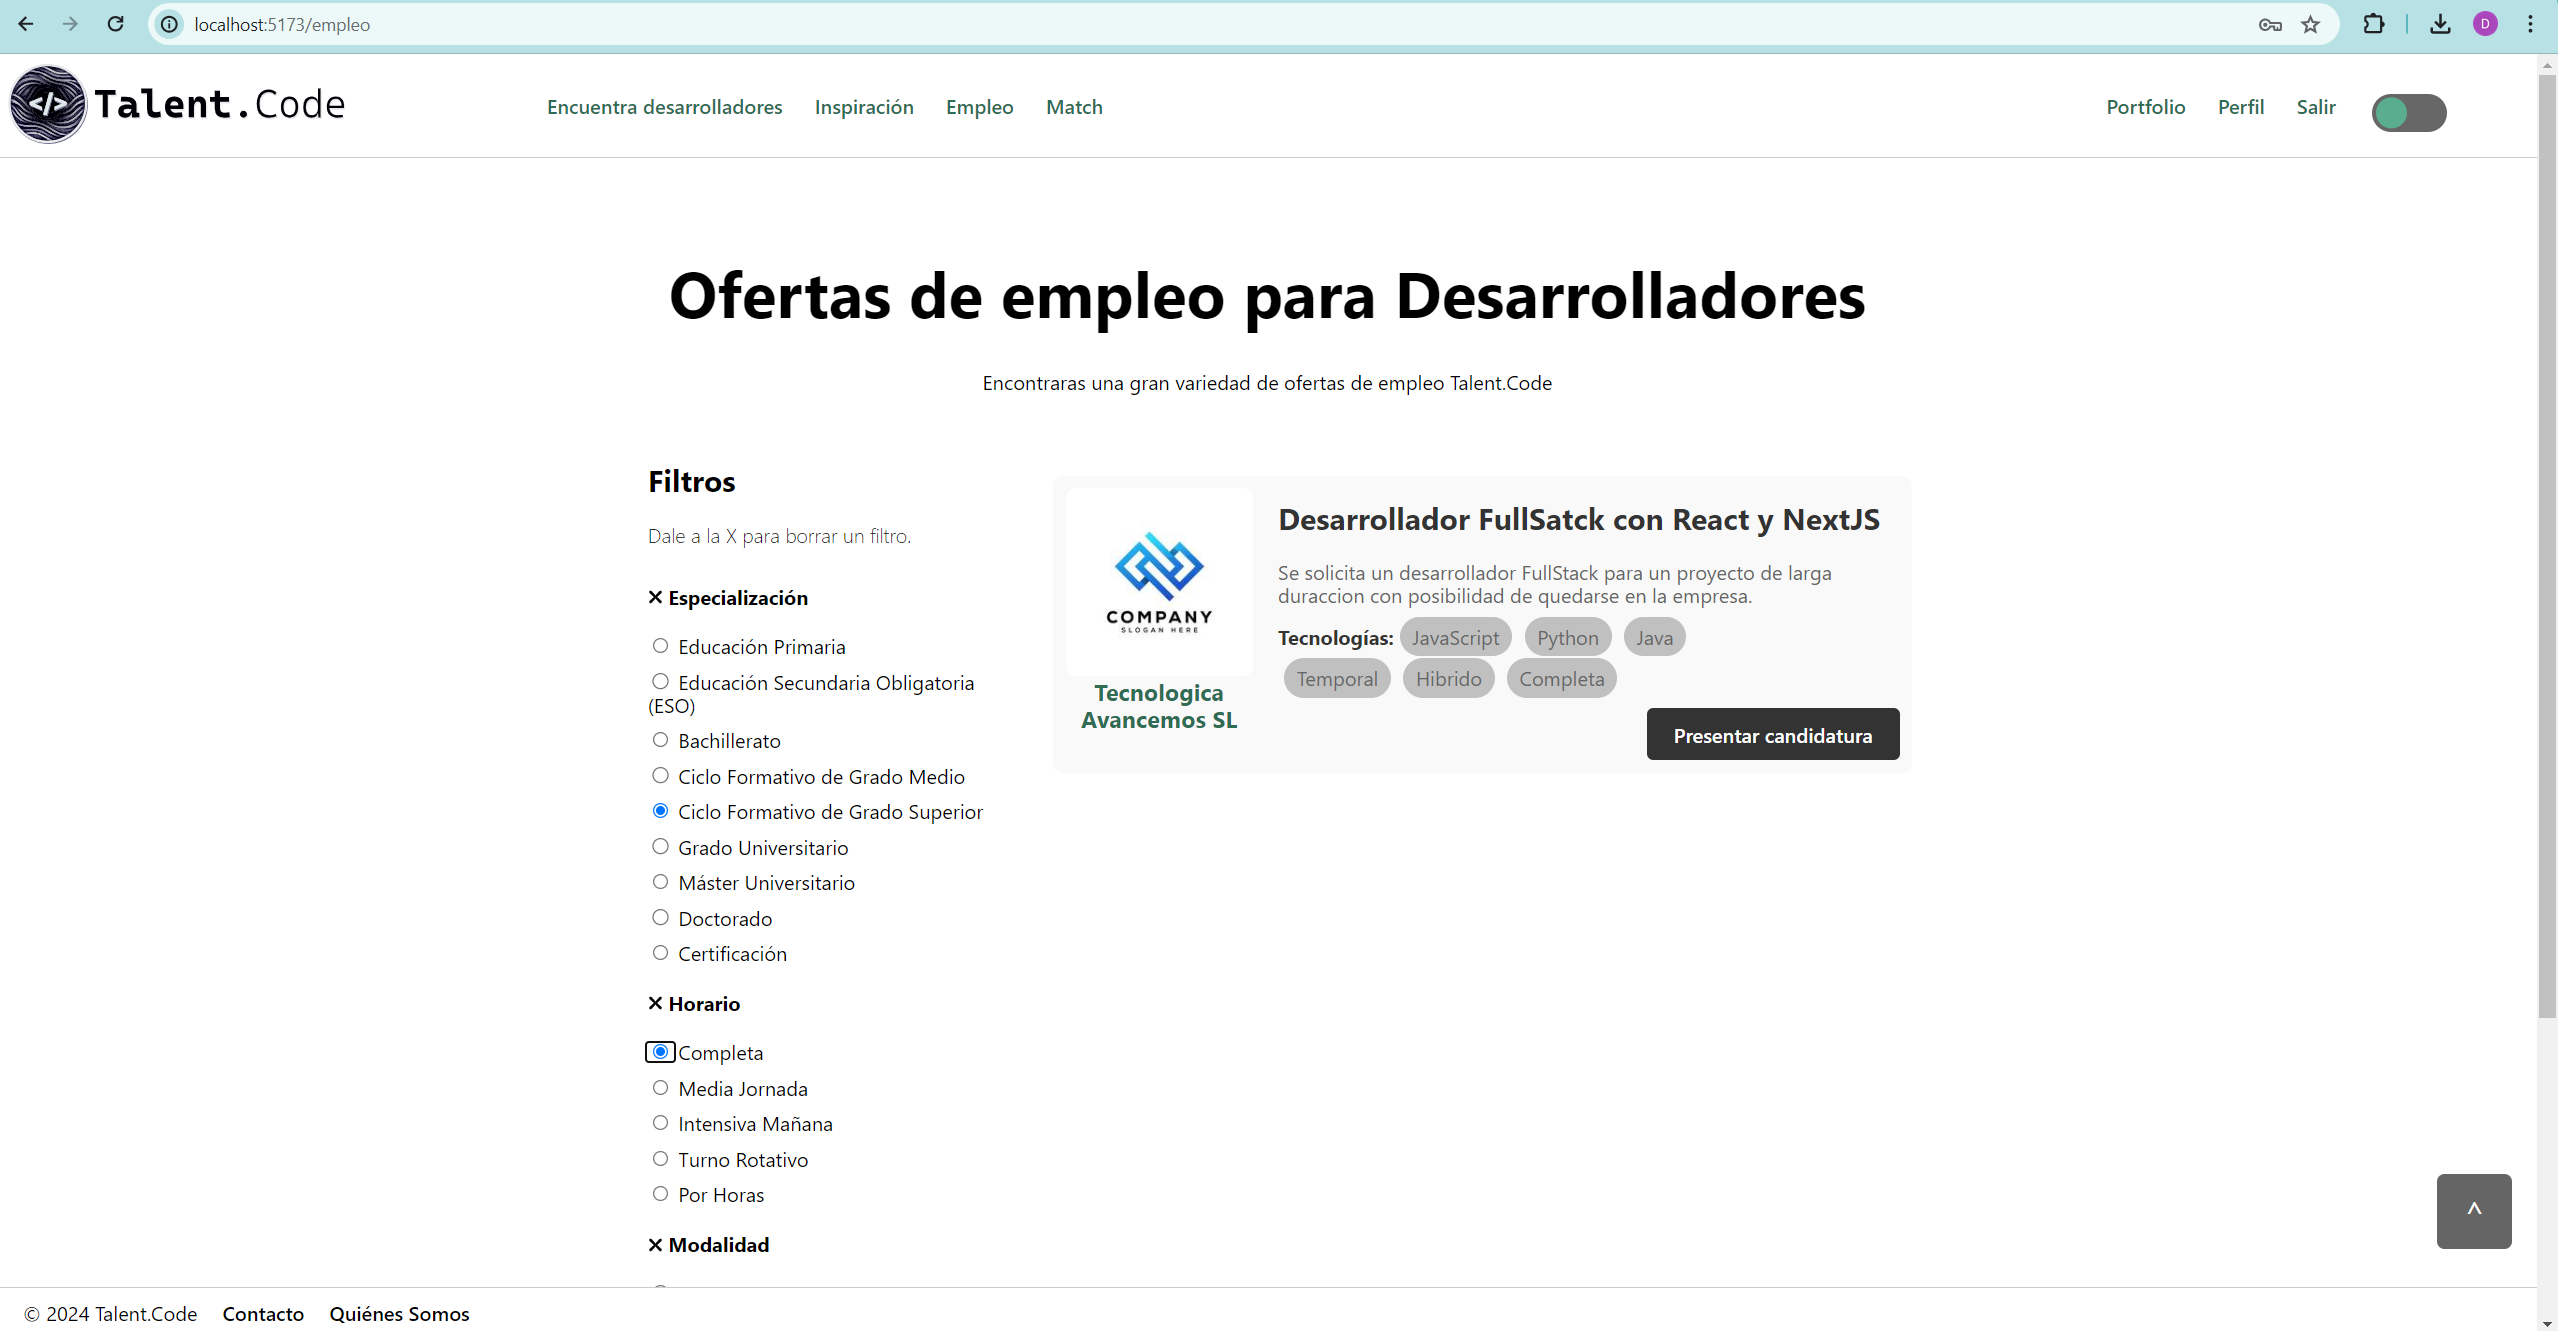 localhost:5173/empleo
D
</> Talent.Code
Encuentra desarrolladores Inspiración Empleo Match
Portfolio Perfil Salir
Ofertas de empleo para Desarrolladores
Encontraras una gran variedad de ofertas de empleo Talent.Code
Filtros
Dale a la X para borrar un filtro.
✕ Especialización
Educación Primaria
Educación Secundaria Obligatoria
(ESO)
Bachillerato
Ciclo Formativo de Grado Medio
Ciclo Formativo de Grado Superior
Grado Universitario
Máster Universitario
Doctorado
Certificación
✕ Horario
Completa
Media Jornada
Intensiva Mañana
Turno Rotativo
Por Horas
✕ Modalidad
COMPANY
SLOGAN HERE
Tecnologica
Avancemos SL
Desarrollador FullSatck con React y NextJS
Se solicita un desarrollador FullStack para un proyecto de larga
duraccion con posibilidad de quedarse en la empresa.
Tecnologías: JavaScript Python Java
Temporal Hibrido Completa
Presentar candidatura
^
© 2024 Talent.Code Contacto Quiénes Somos